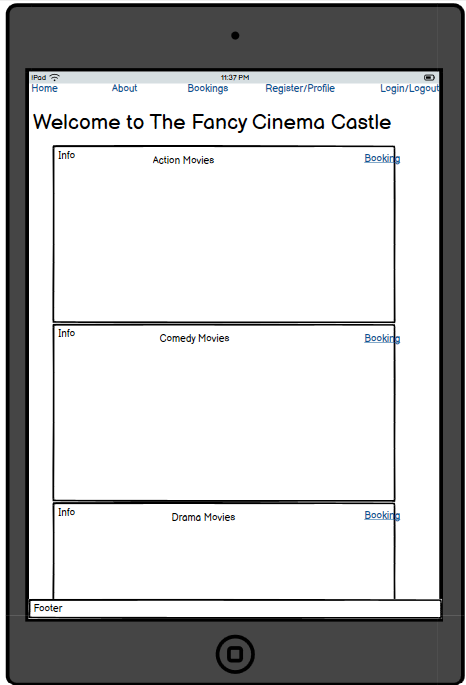 iPad 11:37 PM
Home About Bookings Register/Profile Login/Logout
Welcome to The Fancy Cinema Castle
Info Action Movies Booking
Info Comedy Movies Booking
Info Drama Movies Booking
Footer